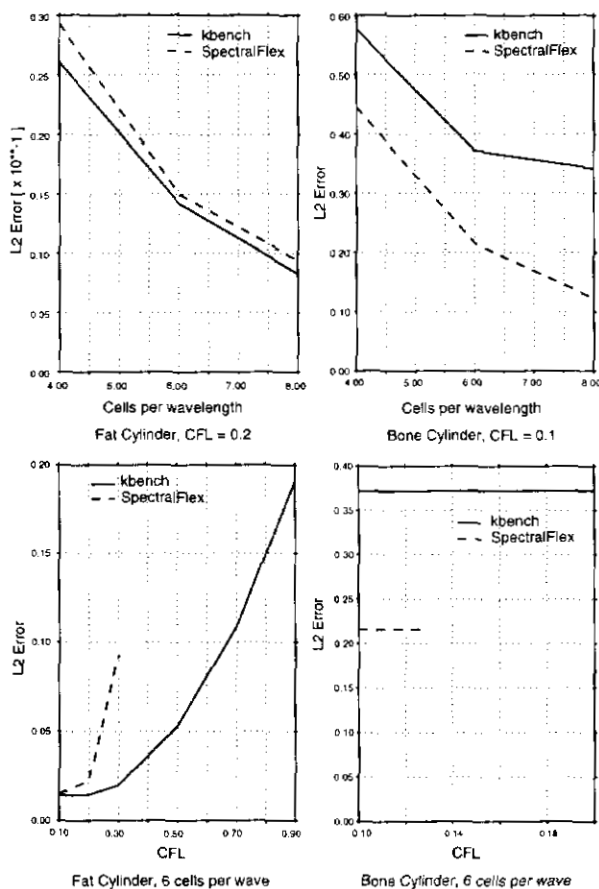 0.30
kbench
SpectralFlex
0.25
0.20
0.15
0.10
0.05
0.00
L2 Error [ x 10**-1 ]
4.00 5.00 6.00 7.00 8.00
Cells per wavelength
Fat Cylinder, CFL = 0.2
0.60
kbench
SpectralFlex
0.50
0.40
0.30
0.20
0.10
0.00
L2 Error
4.00 5.00 6.00 7.00 8.00
Cells per wavelength
Bone Cylinder, CFL = 0.1
0.20
kbench
SpectralFlex
0.15
0.10
0.05
0.00
L2 Error
0.10 0.30 0.50 0.70 0.90
CFL
Fat Cylinder, 6 cells per wave
0.40
0.35
kbench
SpectralFlex
0.30
0.25
0.20
0.15
0.10
0.05
0.00
L2 Error
0.10 0.12 0.14 0.16 0.18
CFL
Bone Cylinder, 6 cells per wave